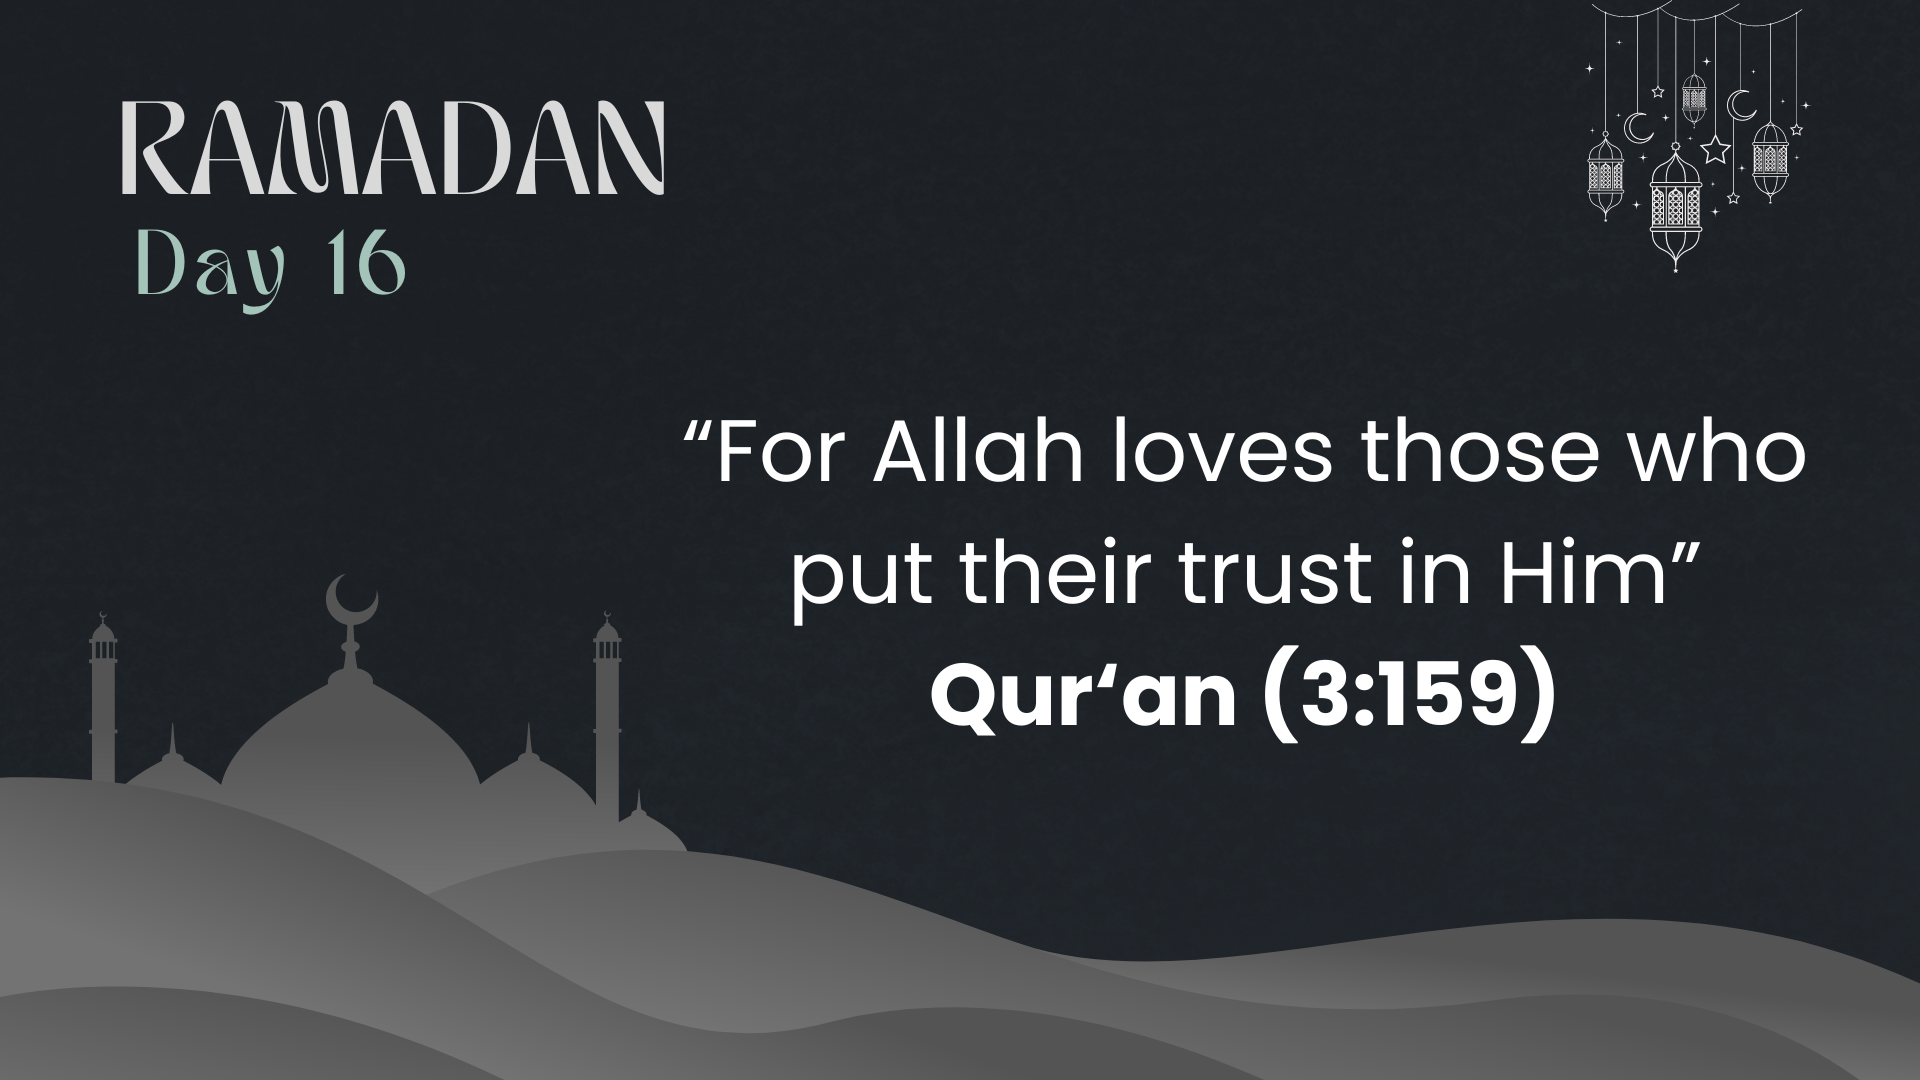 RAMADAN
Day 16
“For Allah loves those who
put their trust in Him”
Qur‘an (3:159)